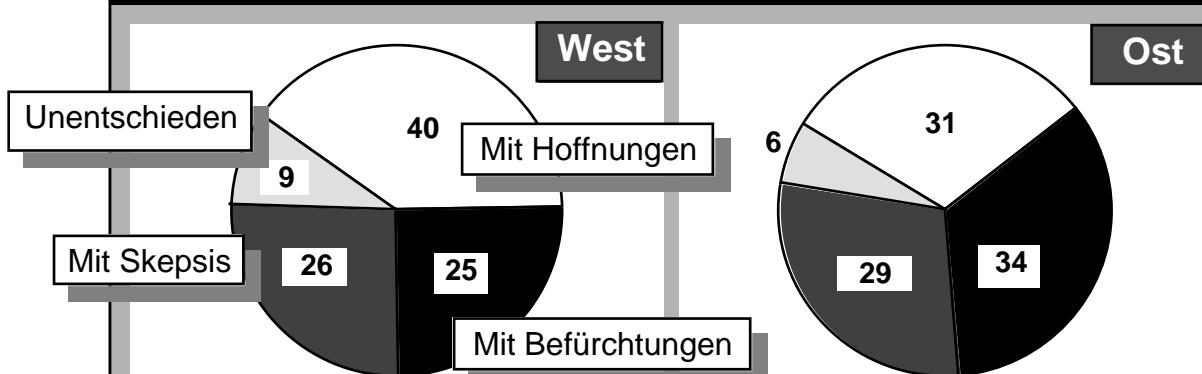 West
Ost
Unentschieden
40
Mit Hoffnungen
9
Mit Skepsis
26
25
Mit Befürchtungen
6
31
29
34